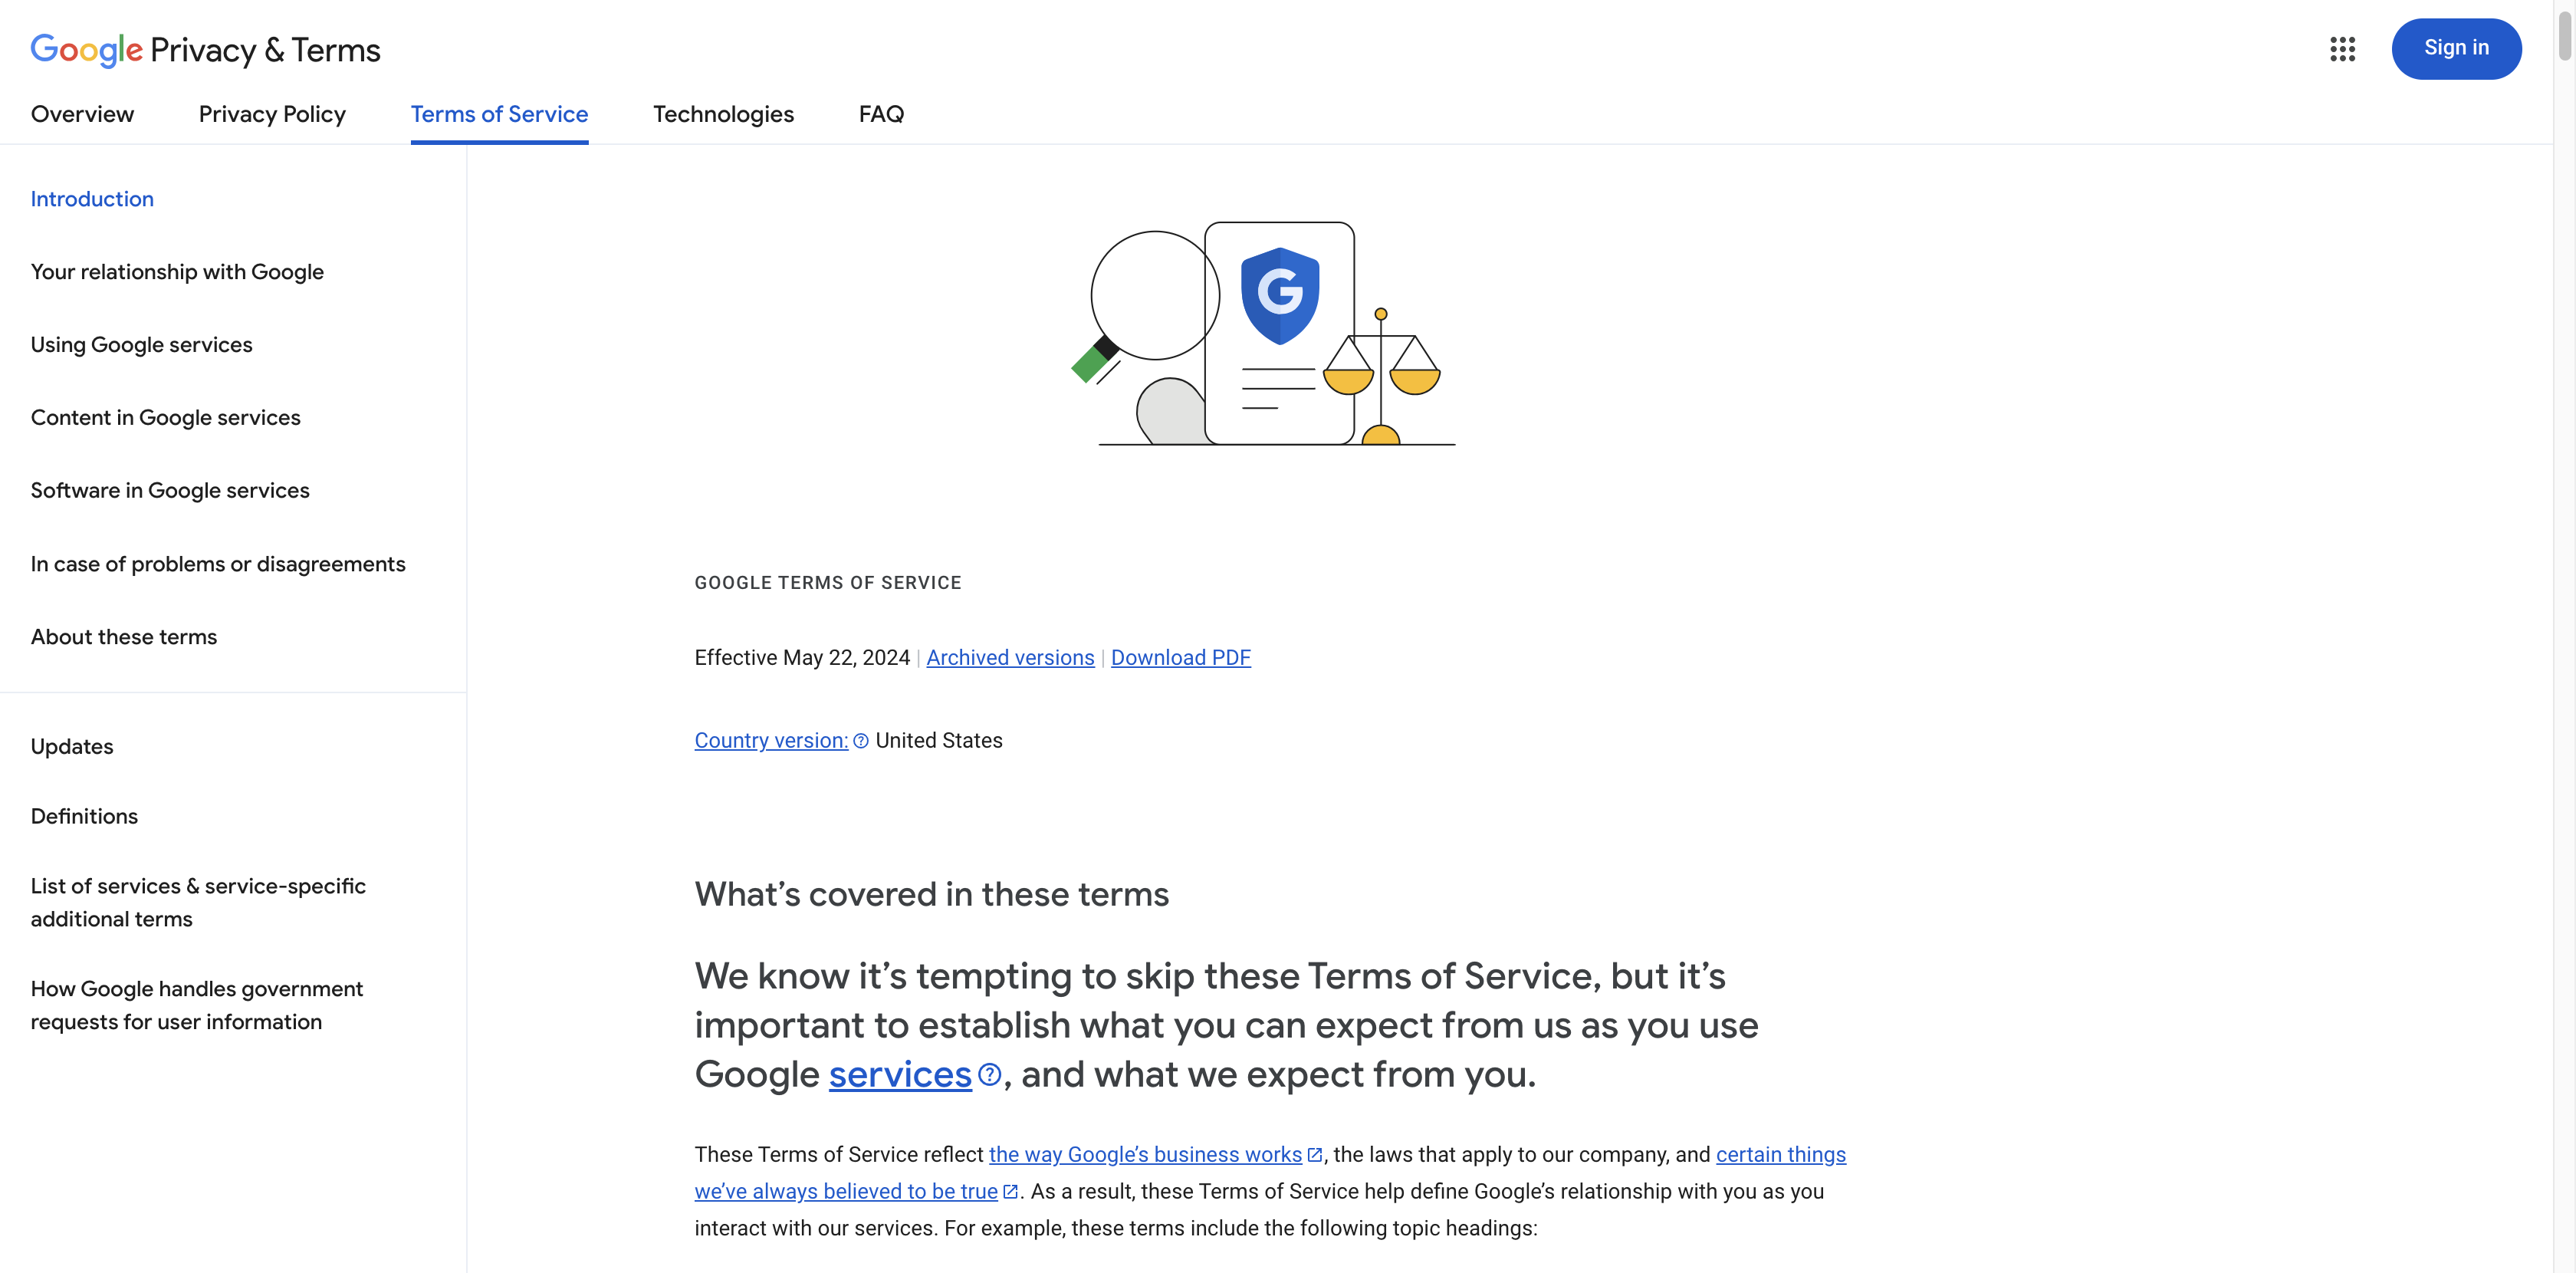 Google Privacy & Terms
Sign in
Overview
Privacy Policy
Terms of Service
Technologies
FAQ
Introduction
Your relationship with Google
Using Google services
Content in Google services
Software in Google services
In case of problems or disagreements
About these terms
Updates
Definitions
List of services & service-specific
additional terms
How Google handles government
requests for user information
G
GOOGLE TERMS OF SERVICE
Effective May 22, 2024 | Archived versions | Download PDF
Country version: United States
What’s covered in these terms
We know it’s tempting to skip these Terms of Service, but it’s
important to establish what you can expect from us as you use
Google services, and what we expect from you.
These Terms of Service reflect the way Google’s business works, the laws that apply to our company, and certain things
we’ve always believed to be true. As a result, these Terms of Service help define Google’s relationship with you as you
interact with our services. For example, these terms include the following topic headings: